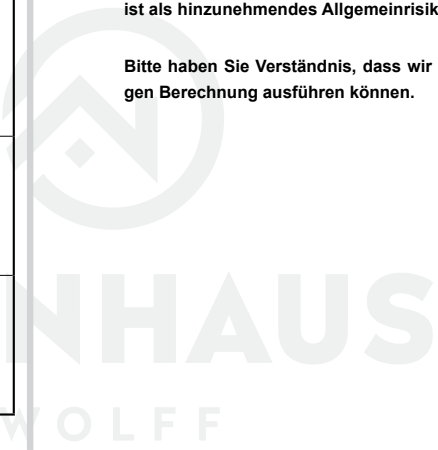 ist als hinzunehmendes Allgemeinrisik
Bitte haben Sie Verständnis, dass wir
gen Berechnung ausführen können.
NHAUS
WOLFF